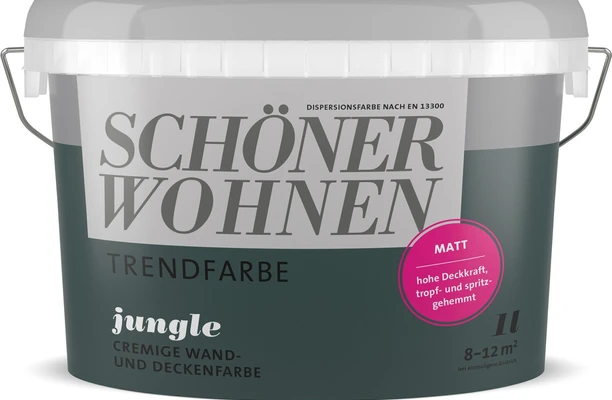 DISPERSIONSFARBE NACH EN 13300
SCHÖNER
WOHNEN
TRENDFARBE
MATT
hohe Deckkraft,
tropf- und spritz-
gehemmt
jungle
CREMIGE WAND-
UND DECKENFARBE
1l
8–12 m²